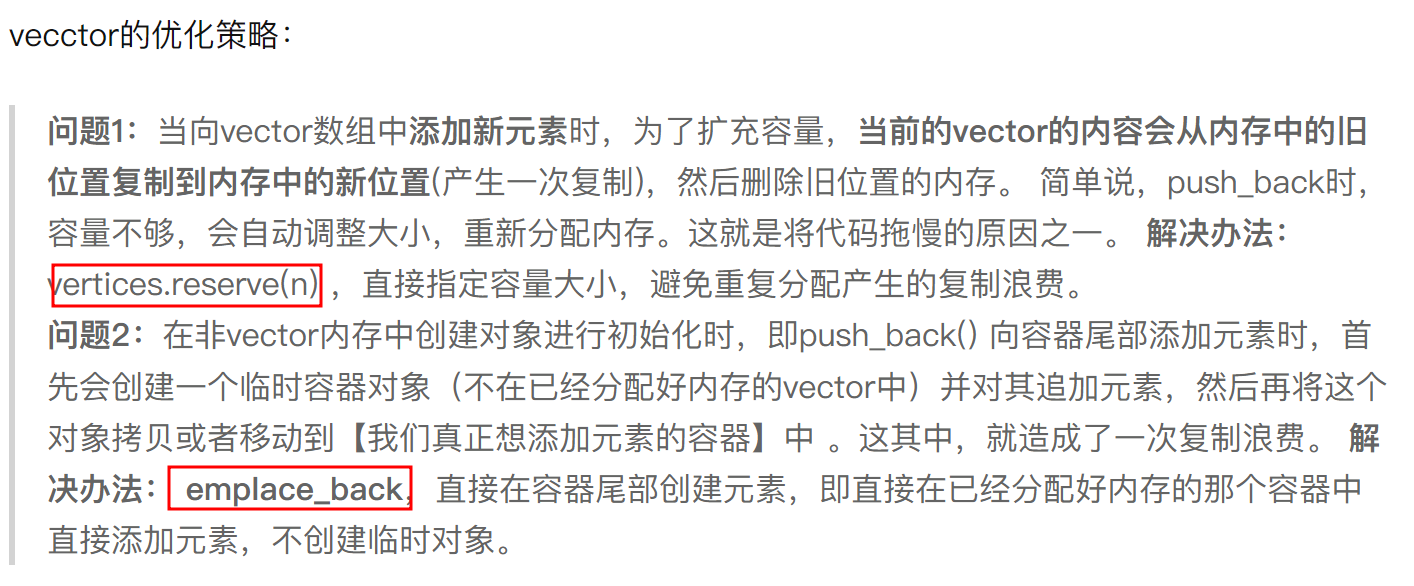 vecctor的优化策略：
问题1：当向vector数组中添加新元素时，为了扩充容量，当前的vector的内容会从内存中的旧
位置复制到内存中的新位置(产生一次复制)，然后删除旧位置的内存。 简单说，push_back时，
容量不够，会自动调整大小，重新分配内存。这就是将代码拖慢的原因之一。 解决办法：
vertices.reserve(n) ，直接指定容量大小，避免重复分配产生的复制浪费。
问题2：在非vector内存中创建对象进行初始化时，即push_back() 向容器尾部添加元素时，首
先会创建一个临时容器对象（不在已经分配好内存的vector中）并对其追加元素，然后再将这个
对象拷贝或者移动到【我们真正想添加元素的容器】中 。这其中，就造成了一次复制浪费。 解
决办法： emplace_back，直接在容器尾部创建元素，即直接在已经分配好内存的那个容器中
直接添加元素，不创建临时对象。